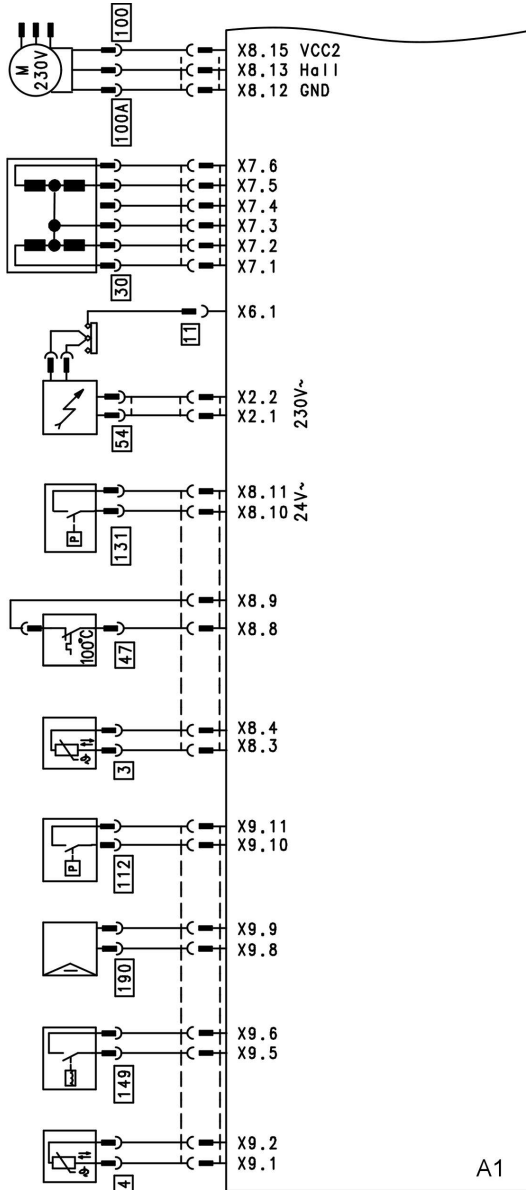 100
M 230V
100A
X8.15 VCC2
X8.13 Hall
X8.12 GND
X7.6
X7.5
X7.4
X7.3
X7.2
X7.1
30
X6.1
11
X2.2
X2.1
230V~
54
X8.11
X8.10
24V~
P
131
X8.9
X8.8
100°C
47
X8.4
X8.3
3
X9.11
X9.10
P
112
X9.9
X9.8
190
X9.6
X9.5
149
X9.2
X9.1
4
A1